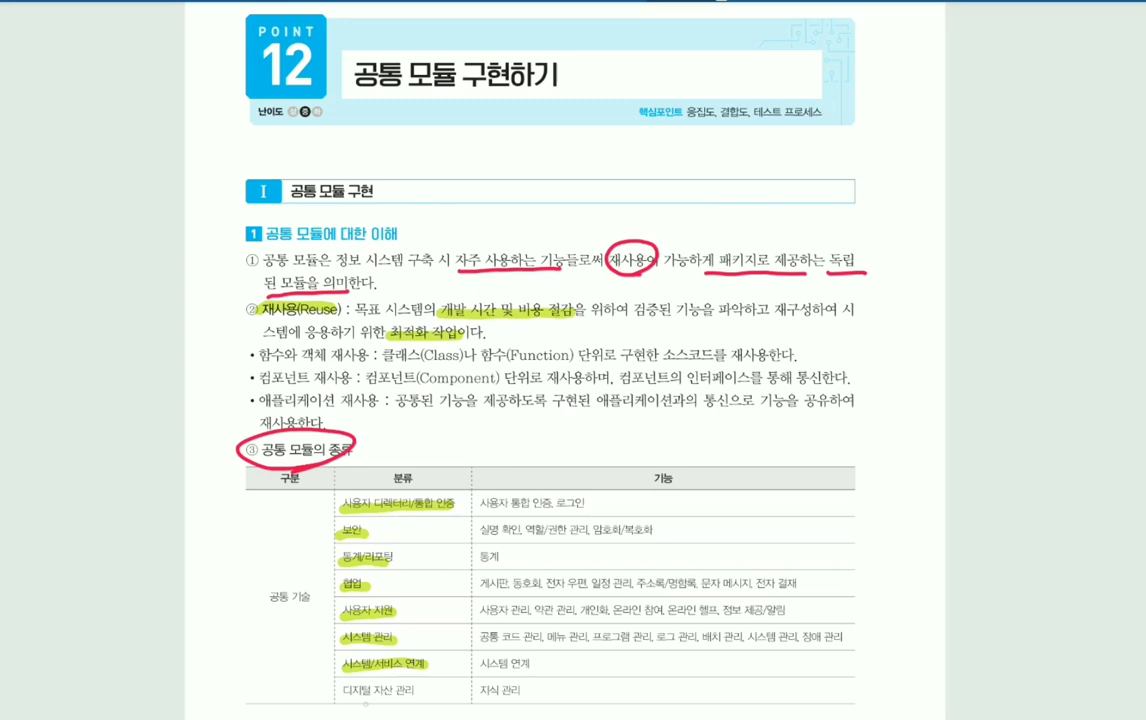 POINT
12
공통 모듈 구현하기
난이도 상 중 하
핵심포인트 응집도, 결합도, 테스트 프로세스
I 공통 모듈 구현
1 공통 모듈에 대한 이해
① 공통 모듈은 정보 시스템 구축 시 자주 사용하는 기능들로써 재사용이 가능하게 패키지로 제공하는 독립
된 모듈을 의미한다.
② 재사용(Reuse) : 목표 시스템의 개발 시간 및 비용 절감을 위하여 검증된 기능을 파악하고 재구성하여 시
스템에 응용하기 위한 최적화 작업이다.
• 함수와 객체 재사용 : 클래스(Class)나 함수(Function) 단위로 구현한 소스코드를 재사용한다.
• 컴포넌트 재사용 : 컴포넌트(Component) 단위로 재사용하며, 컴포넌트의 인터페이스를 통해 통신한다.
• 애플리케이션 재사용 : 공통된 기능을 제공하도록 구현된 애플리케이션과의 통신으로 기능을 공유하여
재사용한다.
③ 공통 모듈의 종류
구분 분류 기능
사용자 디렉터리/통합 인증 사용자 통합 인증, 로그인
보안 실명 확인, 역할/권한 관리, 암호화/복호화
통계/리포팅 통계
협업 게시판, 동호회, 전자 우편, 일정 관리, 주소록/명함록, 문자 메시지, 전자 결재
공통 기술
사용자 지원 사용자 관리, 약관 관리, 개인화, 온라인 참여, 온라인 헬프, 정보 제공/알림
시스템 관리 공통 코드 관리, 메뉴 관리, 프로그램 관리, 로그 관리, 배치 관리, 시스템 관리, 장애 관리
시스템/서비스 연계 시스템 연계
디지털 자산 관리 지식 관리